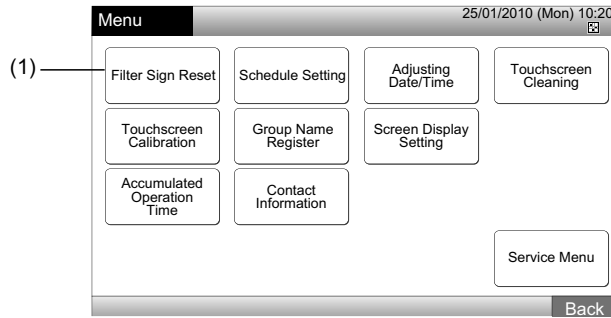 Menu
25/01/2010 (Mon) 10:20
(1)
Filter Sign Reset
Schedule Setting
Adjusting
Date/Time
Touchscreen
Cleaning
Touchscreen
Calibration
Group Name
Register
Screen Display
Setting
Accumulated
Operation
Time
Contact
Information
Service Menu
Back